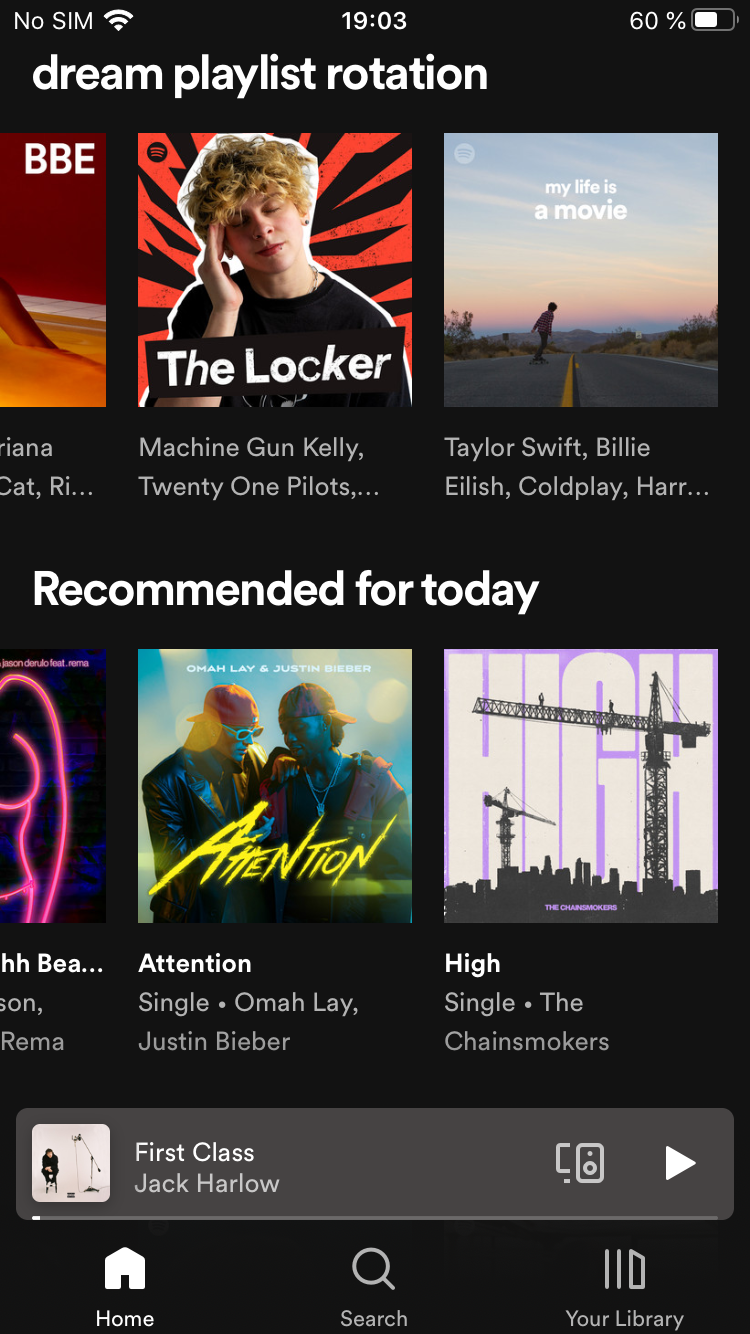 No SIM 19:03 60 %
dream playlist rotation
BBE
my life is
a movie
The Locker
riana
Cat, Ri...
Machine Gun Kelly,
Twenty One Pilots,...
Taylor Swift, Billie
Eilish, Coldplay, Harr...
Recommended for today
jason derulo feat. rema
OMAH LAY & JUSTIN BIEBER
ATTENTION
HIGH
THE CHAINSMOKERS
hh Bea...
son,
Rema
Attention
Single • Omah Lay,
Justin Bieber
High
Single • The
Chainsmokers
First Class
Jack Harlow
Home
Search
Your Library